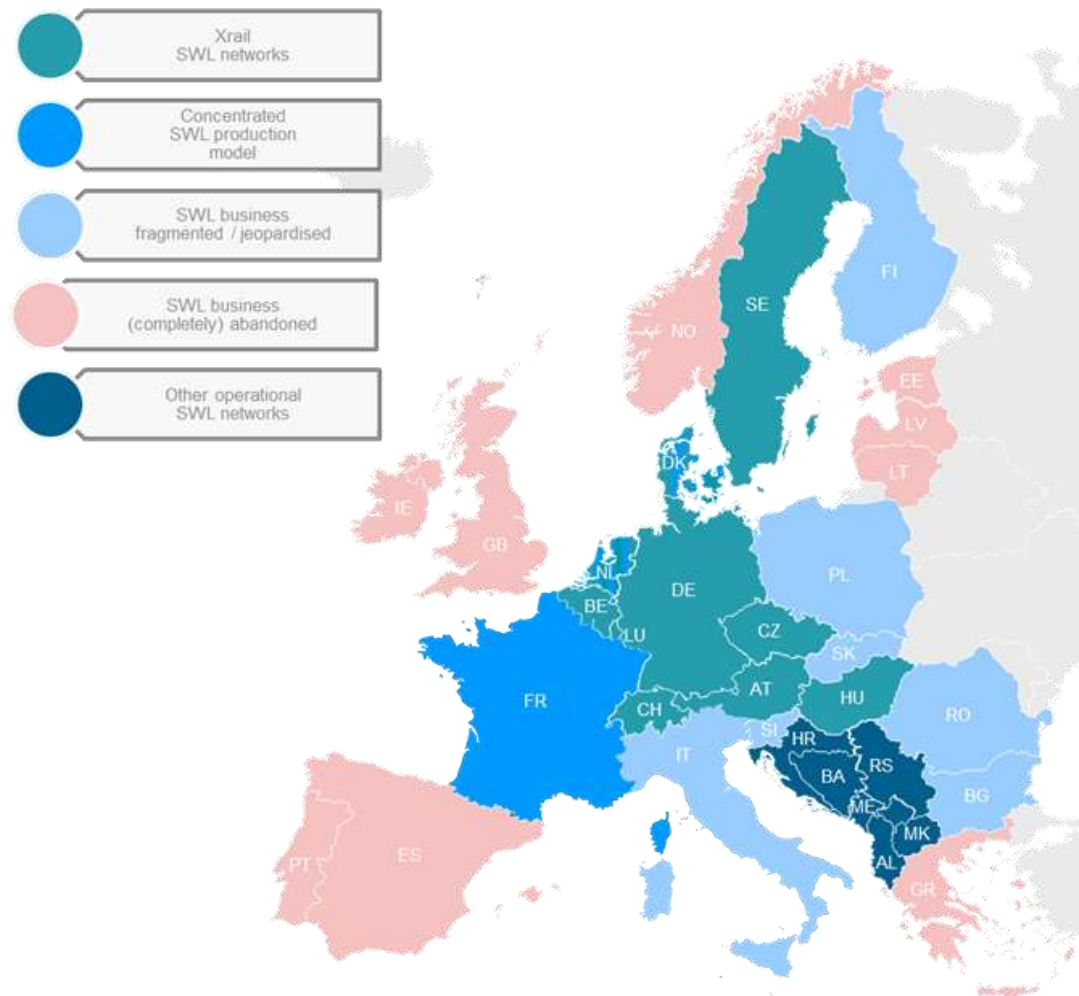 Xrail
SWL networks
Concentrated
SWL production
model
SWL business
fragmented / jeopardised
SWL business
(completely) abandoned
Other operational
SWL networks
FI
SE
NO
EE
LV
LT
DK
IE
GB
NL
PL
DE
BE
LU
CZ
SK
AT
HU
CH
FR
RO
SI
HR
IT
RS
BA
BG
ME
MK
AL
ES
PT
GR